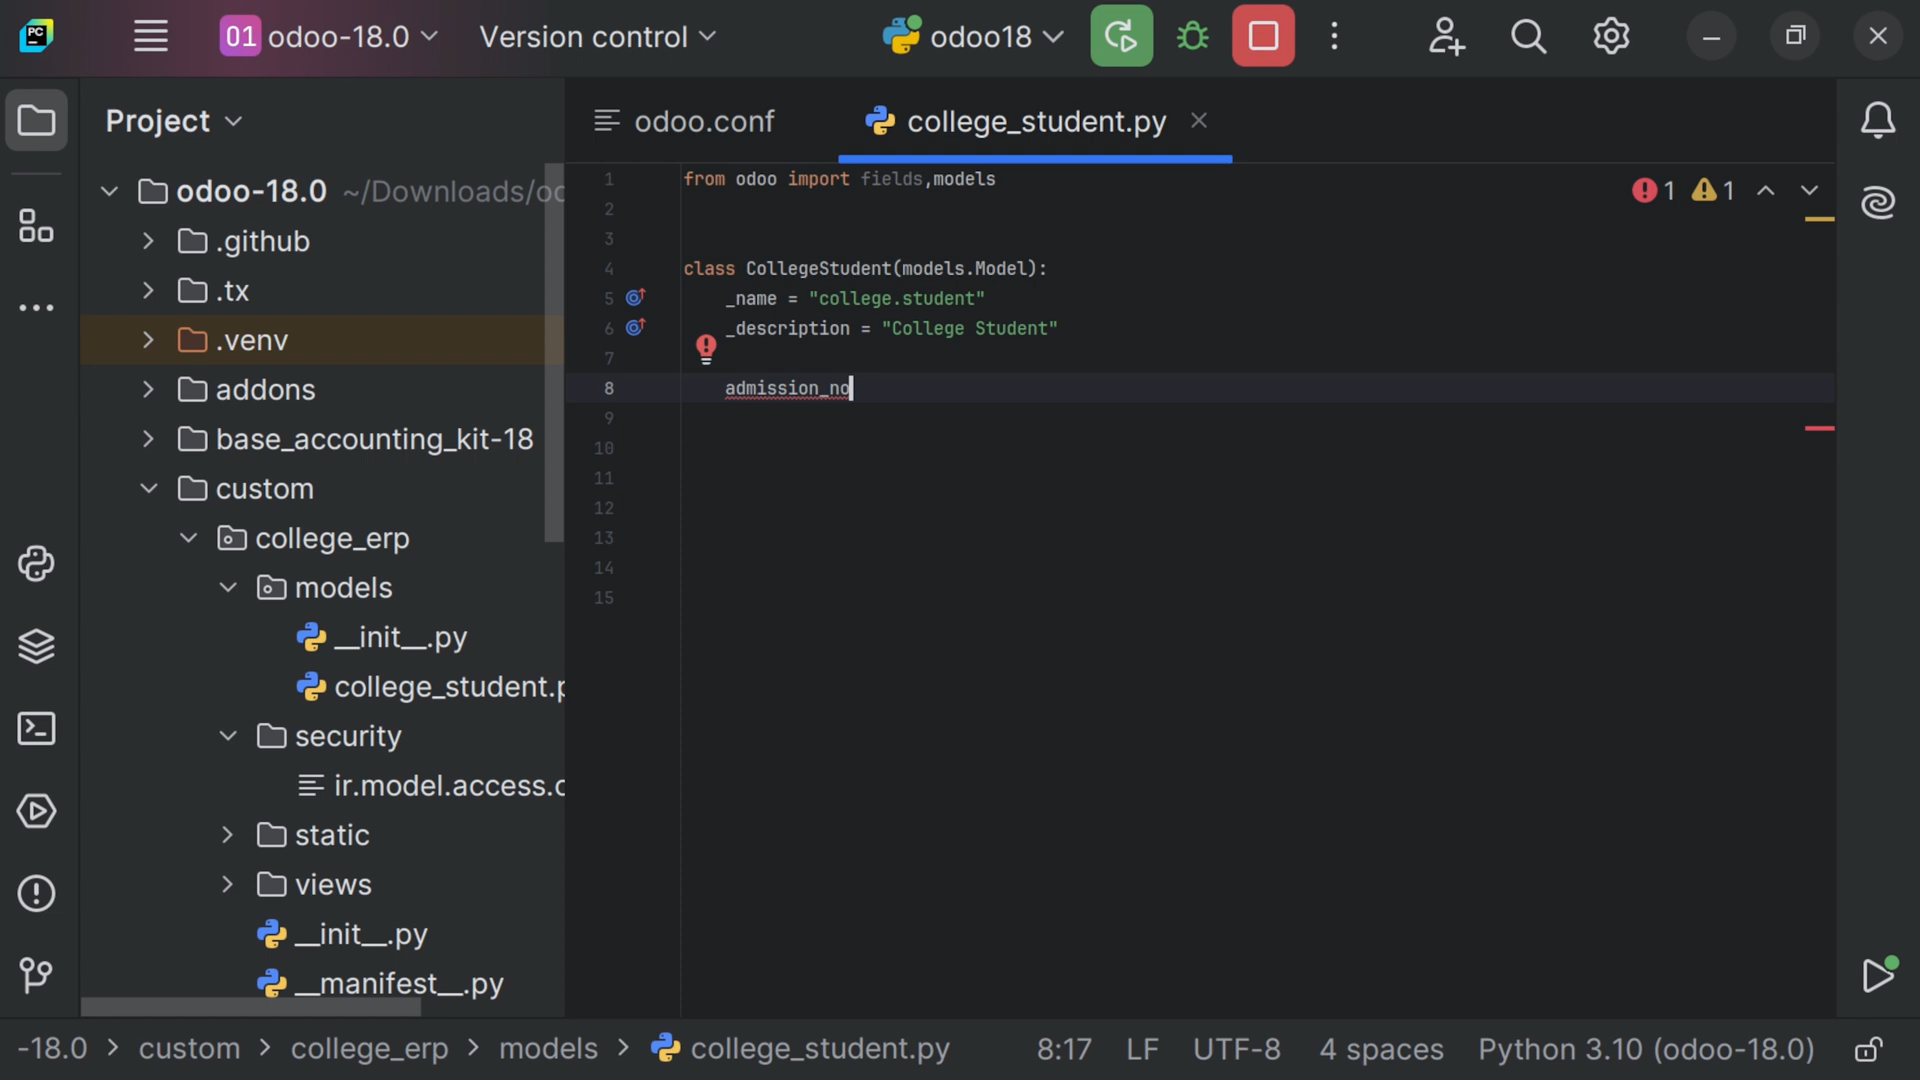 PC 01 odoo-18.0 Version control odoo18
Project
odoo-18.0 ~/Downloads/od
.github
.tx
.venv
addons
base_accounting_kit-18
custom
college_erp
models
__init__.py
college_student.p
security
ir.model.access.c
static
views
__init__.py
__manifest__.py
odoo.conf college_student.py
1 1
1 from odoo import fields,models
2
3
4 class CollegeStudent(models.Model):
5 _name = "college.student"
6 _description = "College Student"
7
8 admission_no
9
10
11
12
13
14
15
-18.0 > custom > college_erp > models > college_student.py 8:17 LF UTF-8 4 spaces Python 3.10 (odoo-18.0)